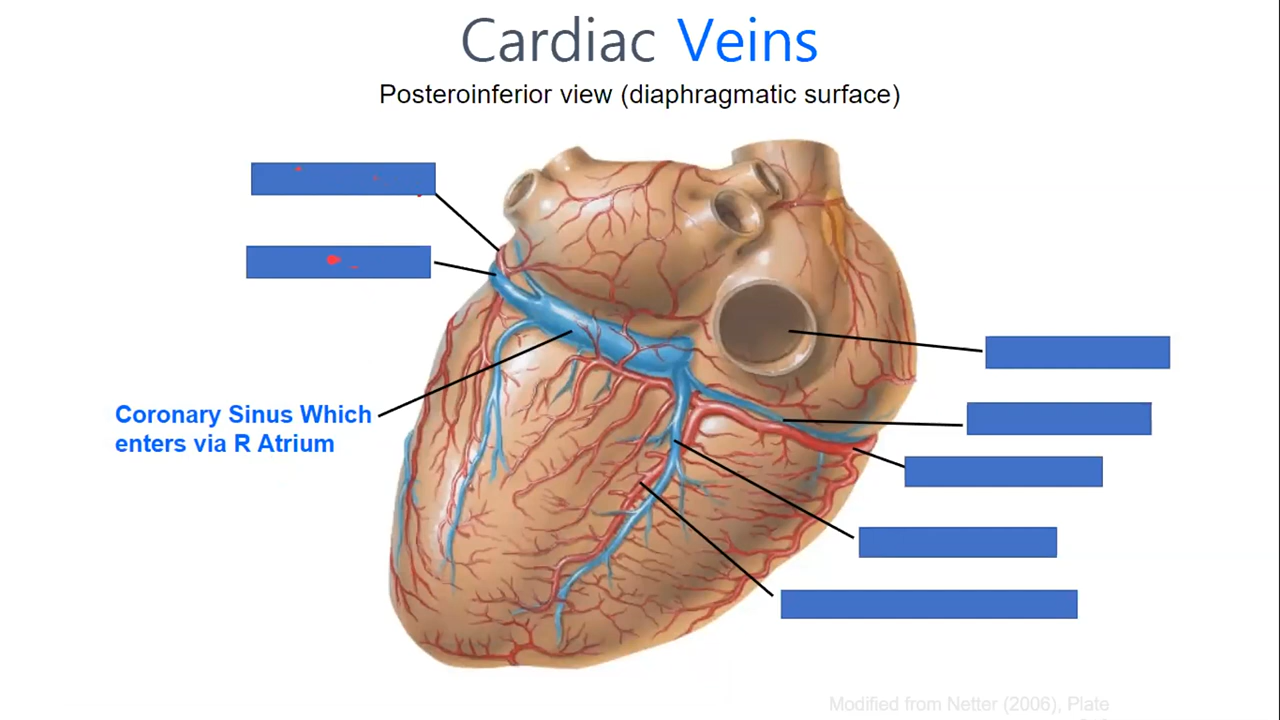 Cardiac Veins
Posteroinferior view (diaphragmatic surface)
Coronary Sinus Which
enters via R Atrium
Modified from Netter (2006), Plate